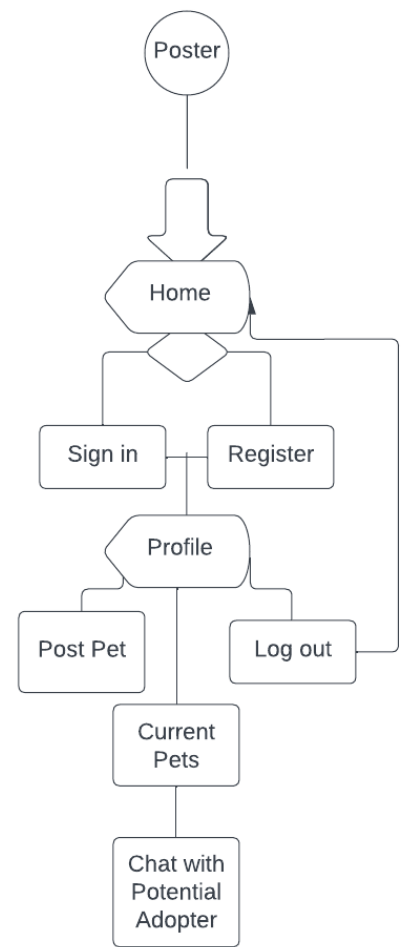 Poster
Home
Sign in
Register
Profile
Post Pet
Log out
Current
Pets
Chat with
Potential
Adopter